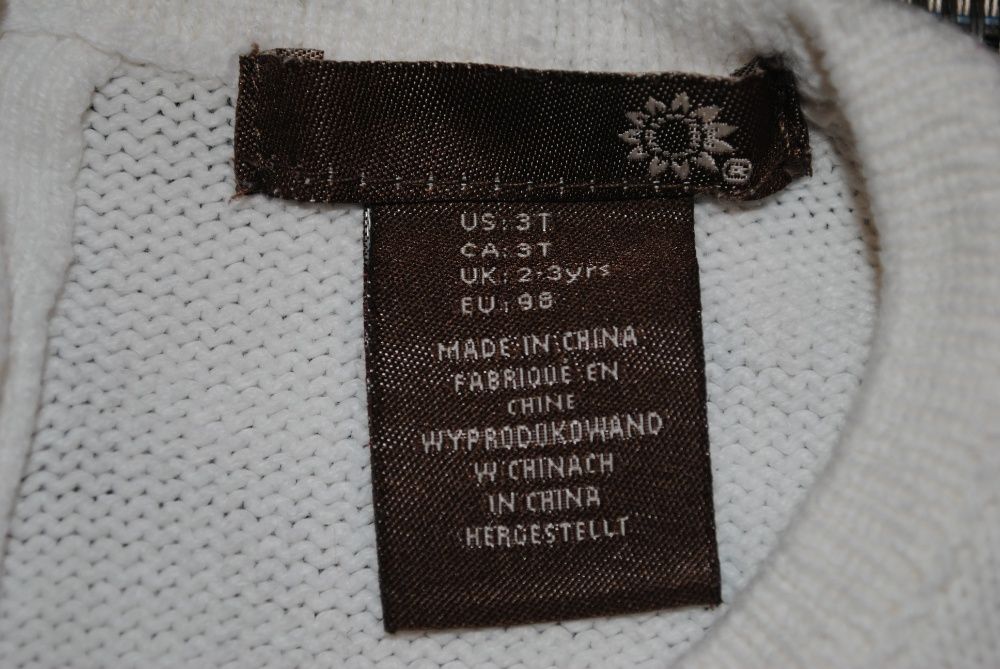 ®
US: 3T
CA: 3T
UK: 2-3yrs
EU: 98
MADE IN CHINA
FABRIQUE EN
CHINE
WYPRODUKOWANO
W CHINACH
IN CHINA
HERGESTELLT